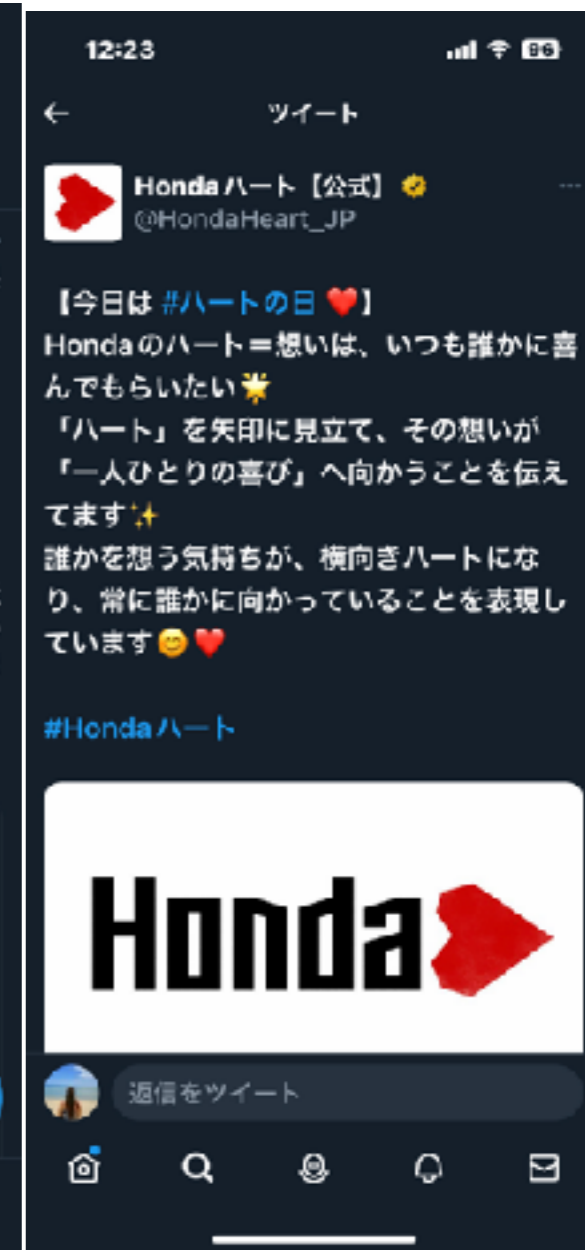 12:23
96
ツイート
Hondaハート【公式】
@HondaHeart_JP
【今日は #ハートの日 ❤️】
Hondaのハート＝想いは、いつも誰かに喜
んでもらいたい🌟
「ハート」を矢印に見立て、その想いが
『一人ひとりの喜び』へ向かうことを伝え
てます✨
誰かを想う気持ちが、横向きハートにな
り、常に誰かに向かっていることを表現し
ています😊❤️
#Hondaハート
Honda
返信をツイート